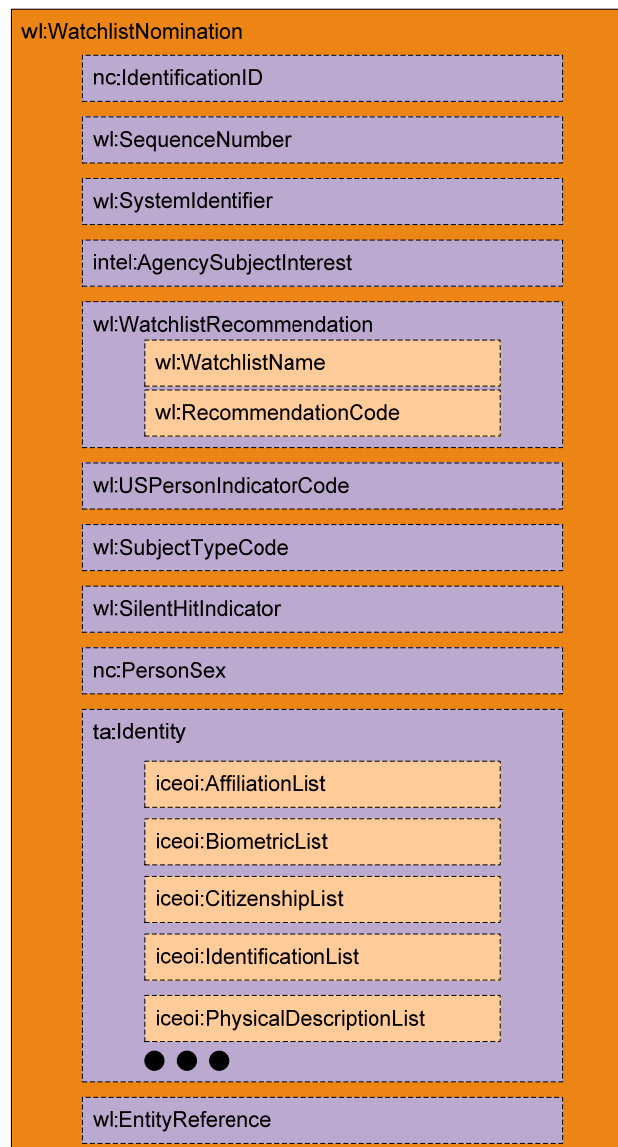 wl:WatchlistNomination
nc:IdentificationID
wl:SequenceNumber
wl:SystemIdentifier
intel:AgencySubjectInterest
wl:WatchlistRecommendation
wl:WatchlistName
wl:RecommendationCode
wl:USPersonIndicatorCode
wl:SubjectTypeCode
wl:SilentHitIndicator
nc:PersonSex
ta:Identity
iceoi:AffiliationList
iceoi:BiometricList
iceoi:CitizenshipList
iceoi:IdentificationList
iceoi:PhysicalDescriptionList
wl:EntityReference